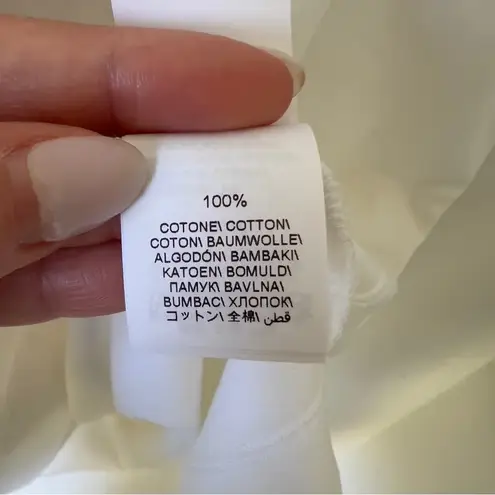 100%
COTONE\ COTTON\
COTON\ BAUMWOLLE\
ALGODÓN\ BAMBAKI\
KATOEN\ BOMULD\
ПАМУК\ BAVLNA\
BUMBAC\ ХЛОПОК\
コットン\ 全棉\ قطن